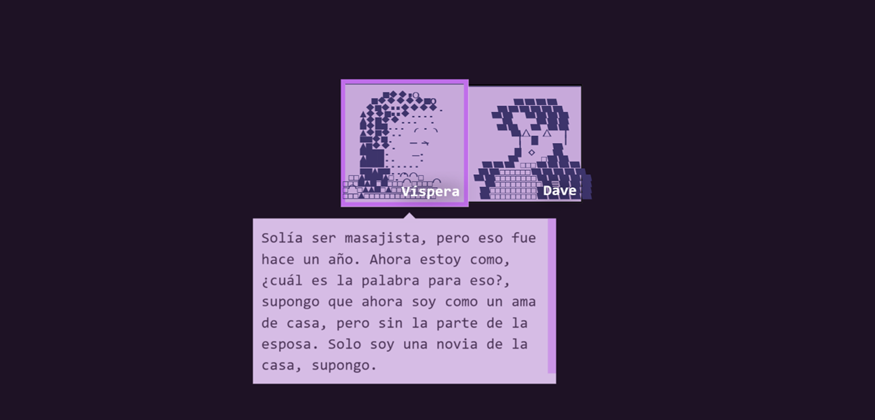 Vispera
Dave
Solía ser masajista, pero eso fue
hace un año. Ahora estoy como,
¿cuál es la palabra para eso?,
supongo que ahora soy como un ama
de casa, pero sin la parte de la
esposa. Solo soy una novia de la
casa, supongo.